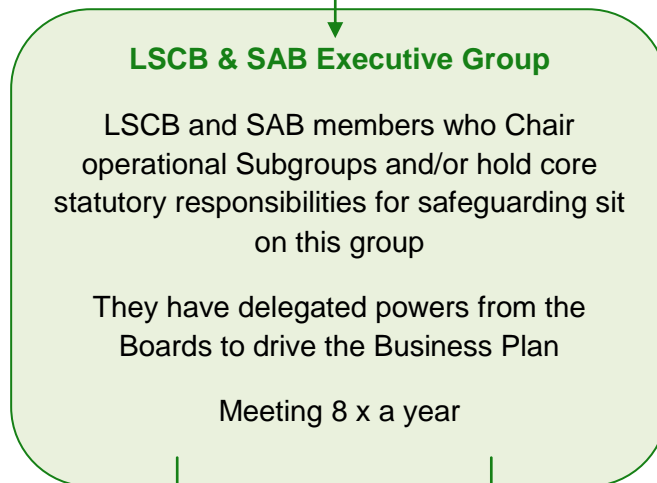 LSCB & SAB Executive Group
LSCB and SAB members who Chair
operational Subgroups and/or hold core
statutory responsibilities for safeguarding sit
on this group
They have delegated powers from the
Boards to drive the Business Plan
Meeting 8 x a year